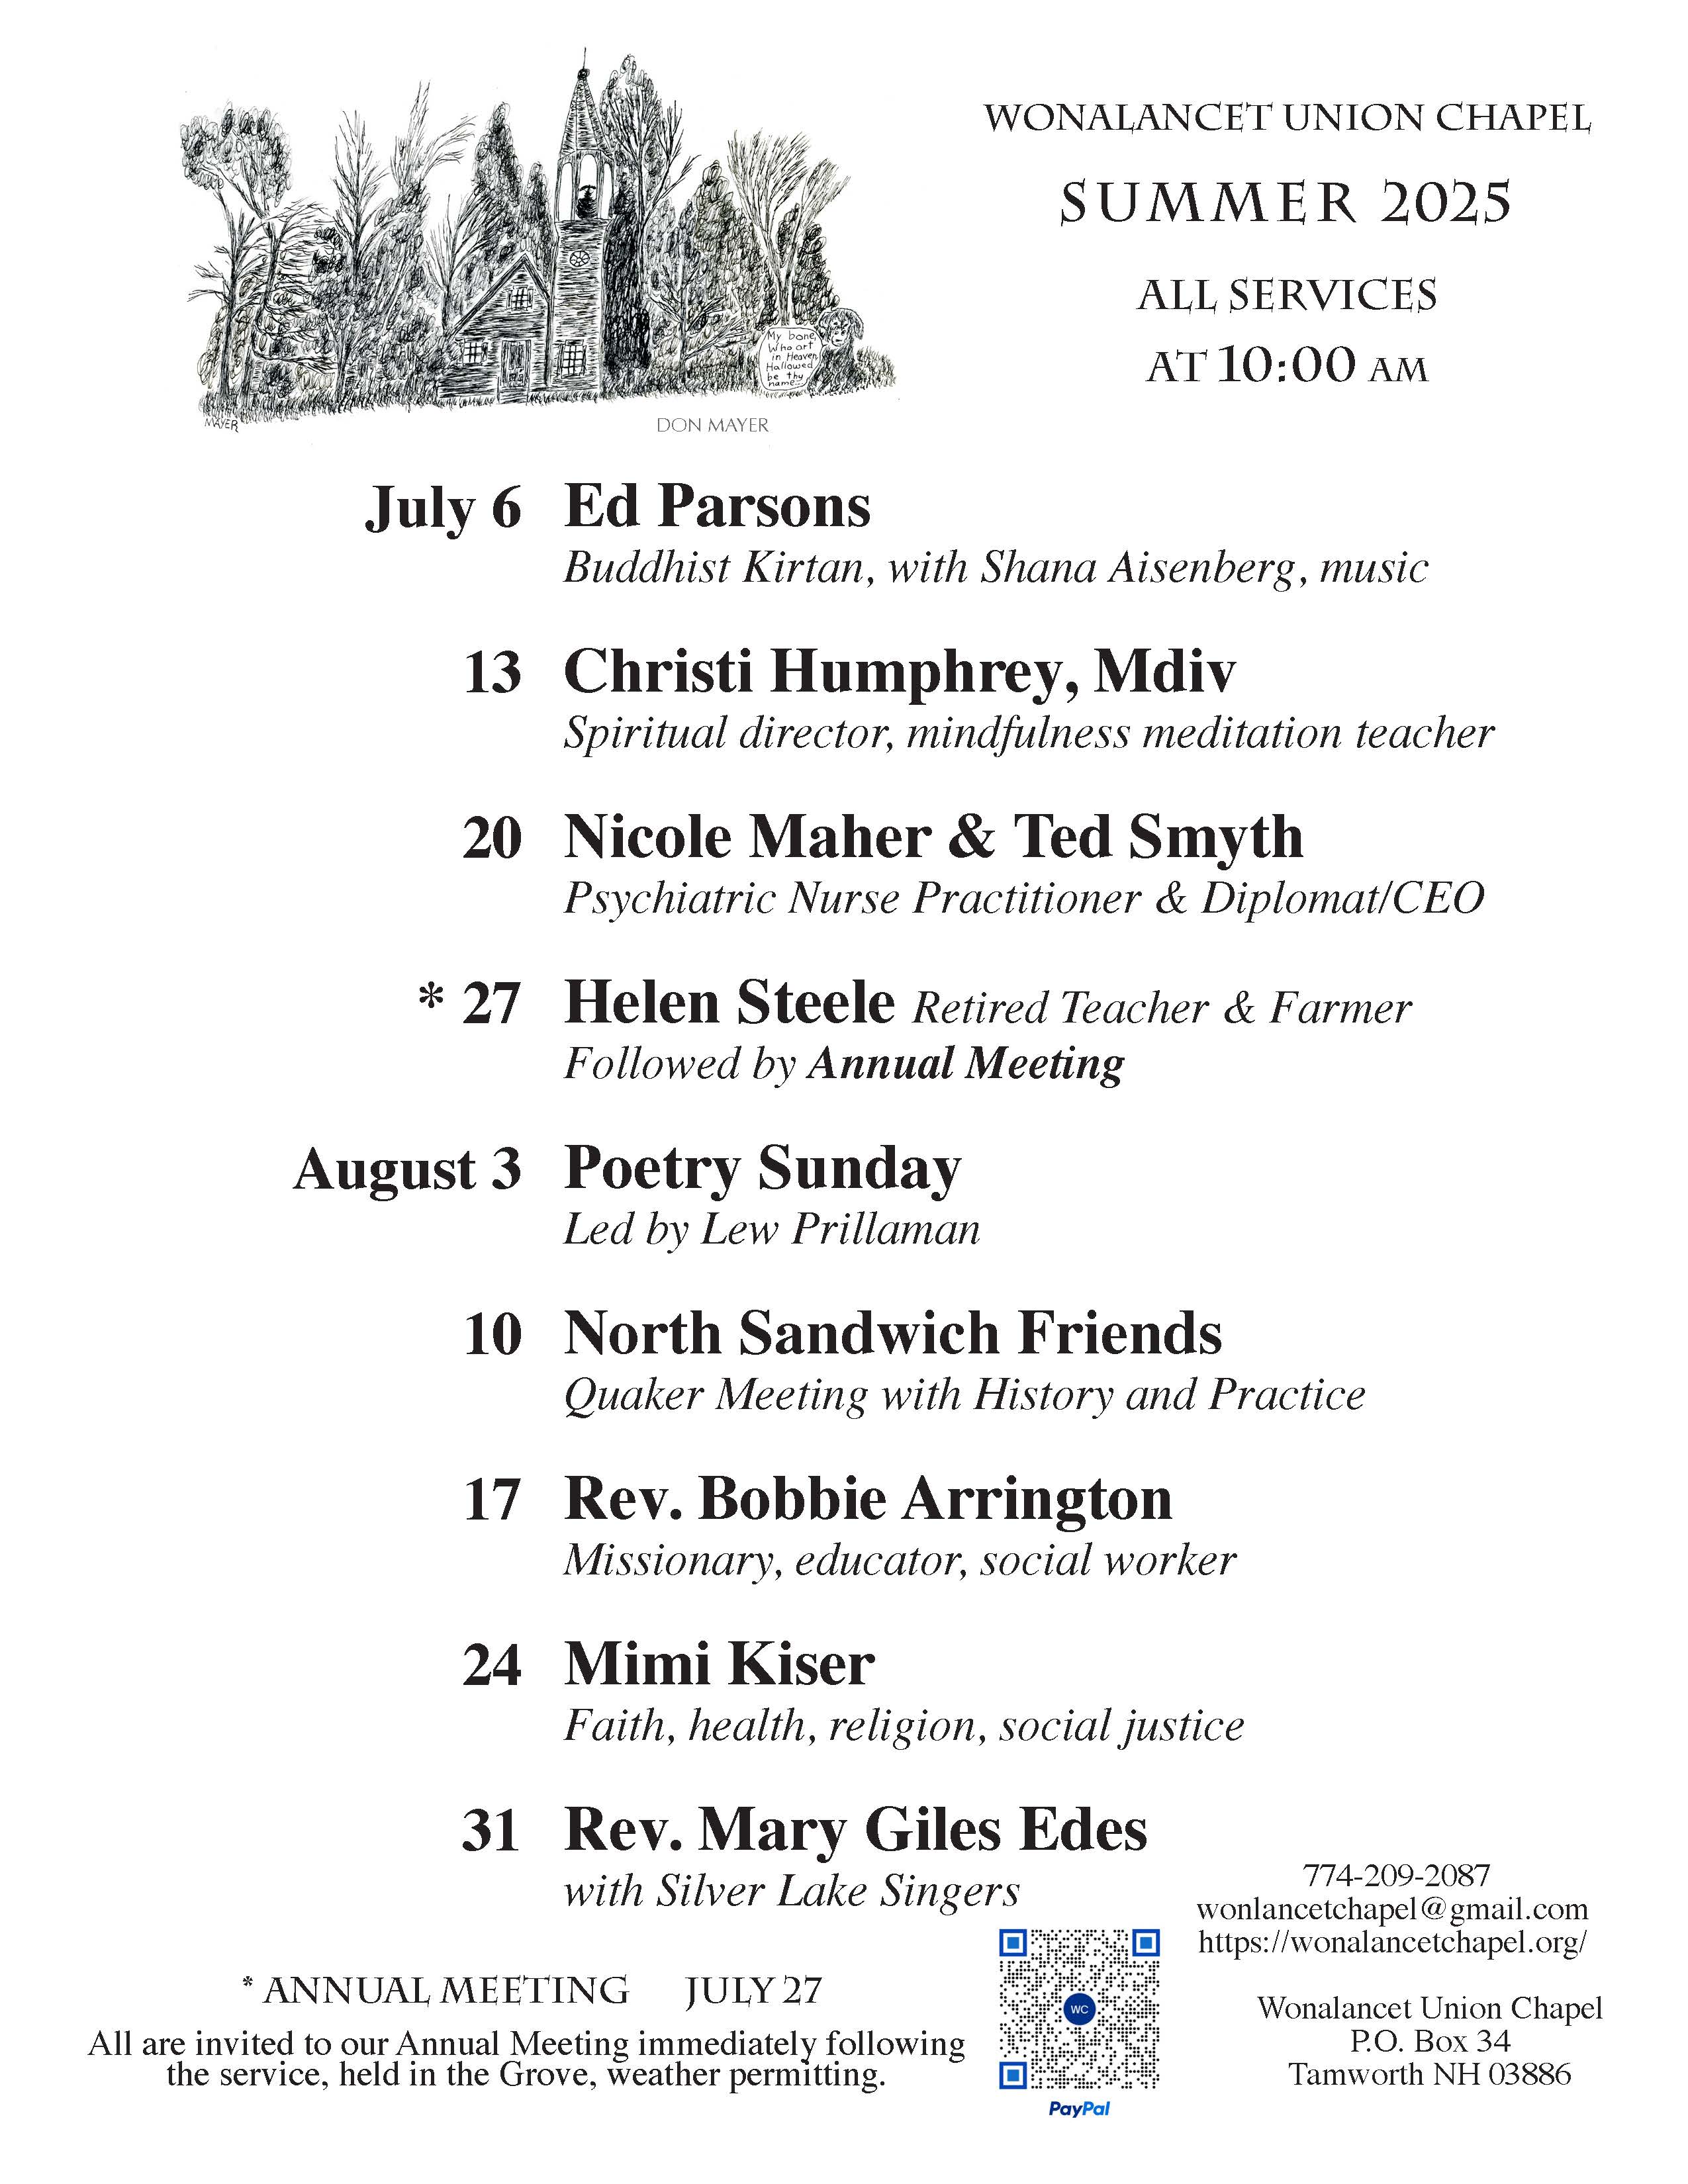 WONALANCET UNION CHAPEL
SUMMER 2025
ALL SERVICES
AT 10:00 AM
My bone,
Who art
in Heaven
Hallowed
be thy
name...
MAYER
DON MAYER
July 6 Ed Parsons
Buddhist Kirtan, with Shana Aisenberg, music
13 Christi Humphrey, Mdiv
Spiritual director, mindfulness meditation teacher
20 Nicole Maher & Ted Smyth
Psychiatric Nurse Practitioner & Diplomat/CEO
* 27 Helen Steele Retired Teacher & Farmer
Followed by Annual Meeting
August 3 Poetry Sunday
Led by Lew Prillaman
10 North Sandwich Friends
Quaker Meeting with History and Practice
17 Rev. Bobbie Arrington
Missionary, educator, social worker
24 Mimi Kiser
Faith, health, religion, social justice
31 Rev. Mary Giles Edes
with Silver Lake Singers
* ANNUAL MEETING JULY 27
All are invited to our Annual Meeting immediately following
the service, held in the Grove, weather permitting.
WC
PayPal
774-209-2087
wonlancetchapel@gmail.com
https://wonalancetchapel.org/
Wonalancet Union Chapel
P.O. Box 34
Tamworth NH 03886